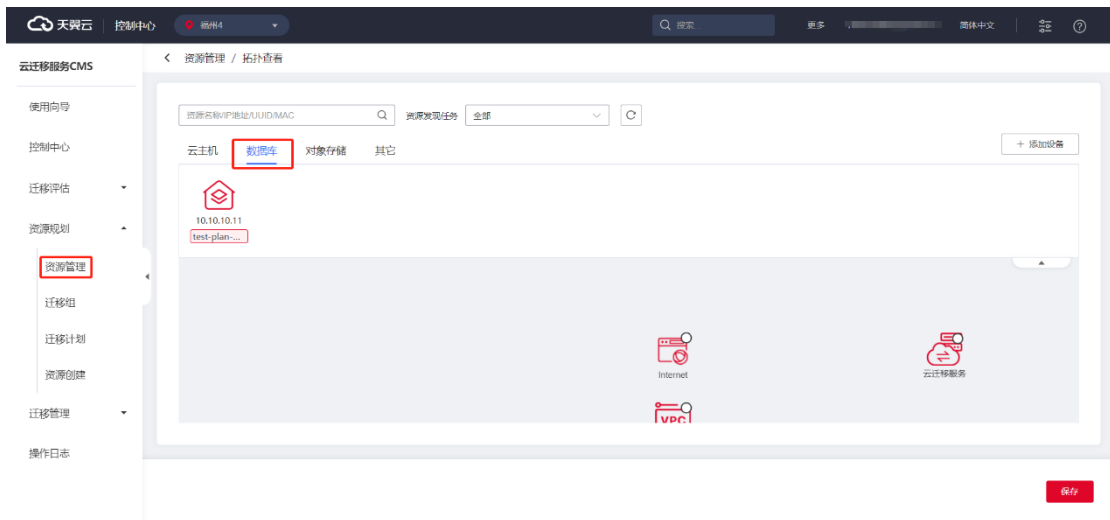 天翼云 控制中心 福州4 搜索... 更多 简体中文
云迁移服务CMS
资源管理 / 拓扑查看
使用向导
控制中心
迁移评估
资源规划
资源管理
迁移组
迁移计划
资源创建
迁移管理
操作日志
资源名称/IP地址/UUID/MAC 资源发现任务 全部
云主机 数据库 对象存储 其它
+ 添加设备
10.10.10.11
test-plan-...
Internet
云迁移服务
VPC
保存